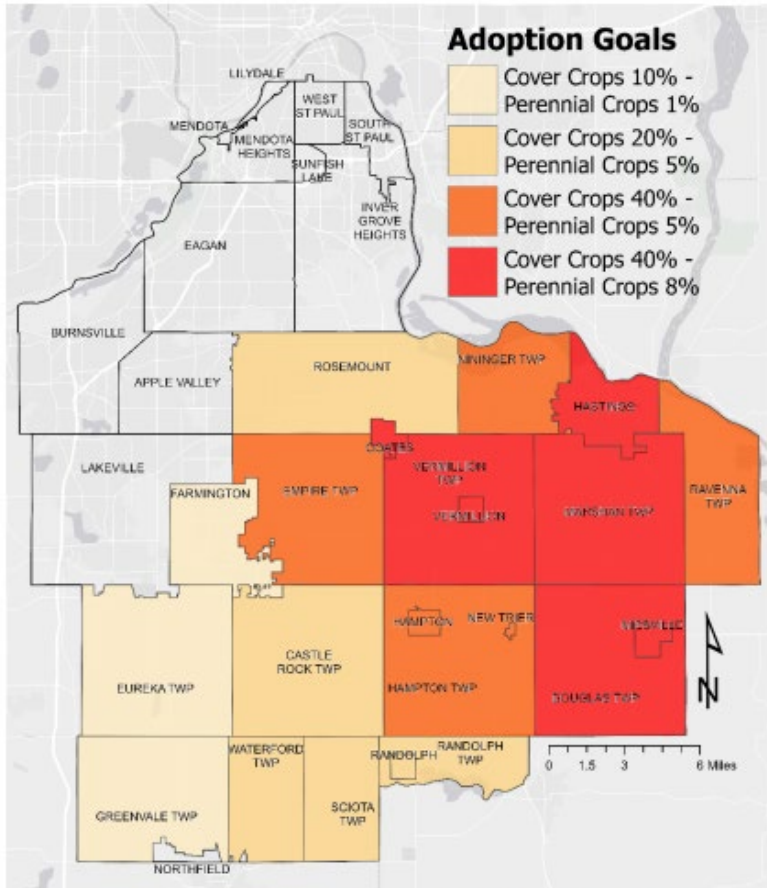 Adoption Goals
Cover Crops 10% -
Perennial Crops 1%
Cover Crops 20% -
Perennial Crops 5%
Cover Crops 40% -
Perennial Crops 5%
Cover Crops 40% -
Perennial Crops 8%
LILYDALE
WEST
ST PAUL
SOUTH
ST PAUL
MENDOTA
MENDOTA
HEIGHTS
SUNFISH
LAKE
INVER
GROVE
HEIGHTS
EAGAN
BURNSVILLE
APPLE VALLEY
ROSEMOUNT
NININGER TWP
HASTINGS
LAKEVILLE
FARMINGTON
EMPIRE TWP
COATES
VERMILLION
TWP
VERMILLION
MARSHAN TWP
RAVENNA
TWP
EUREKA TWP
CASTLE
ROCK TWP
HAMPTON
NEW TRIER
HAMPTON TWP
MIESVILLE
DOUGLAS TWP
N
GREENVALE TWP
WATERFORD
TWP
SCIOTA
TWP
RANDOLPH
RANDOLPH
TWP
NORTHFIELD
0 1.5 3 6 Miles